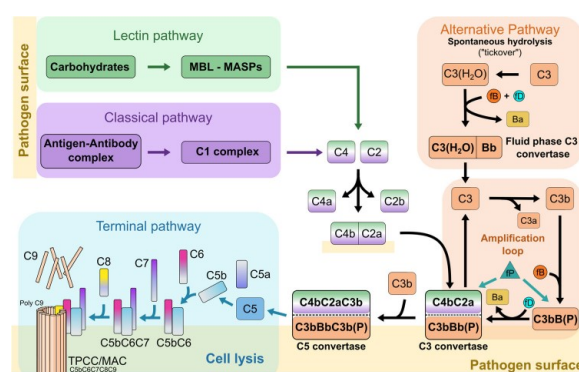 Pathogen surface
Lectin pathway
Carbohydrates
MBL - MASPs
Classical pathway
Antigen-Antibody
complex
C1 complex
C4
C2
C4a
C2b
C4b
C2a
Alternative Pathway
Spontaneous hydrolysis
("tickover")
C3(H₂O)
C3
fB + fD
Ba
C3(H₂O)
Bb
Fluid phase C3
convertase
C3
C3b
C3a
Amplification
loop
fP
fB
Ba
fD
C3bB(P)
C4bC2a
C3bBb(P)
C3 convertase
C3b
C4bC2aC3b
C3bBbC3b(P)
C5 convertase
Terminal pathway
C9
C8
C7
C6
C5b
C5a
C5
Poly C9
C5bC6C7
C5bC6
TPCC/MAC
C5bC6C7C8C9
Cell lysis
Pathogen surface